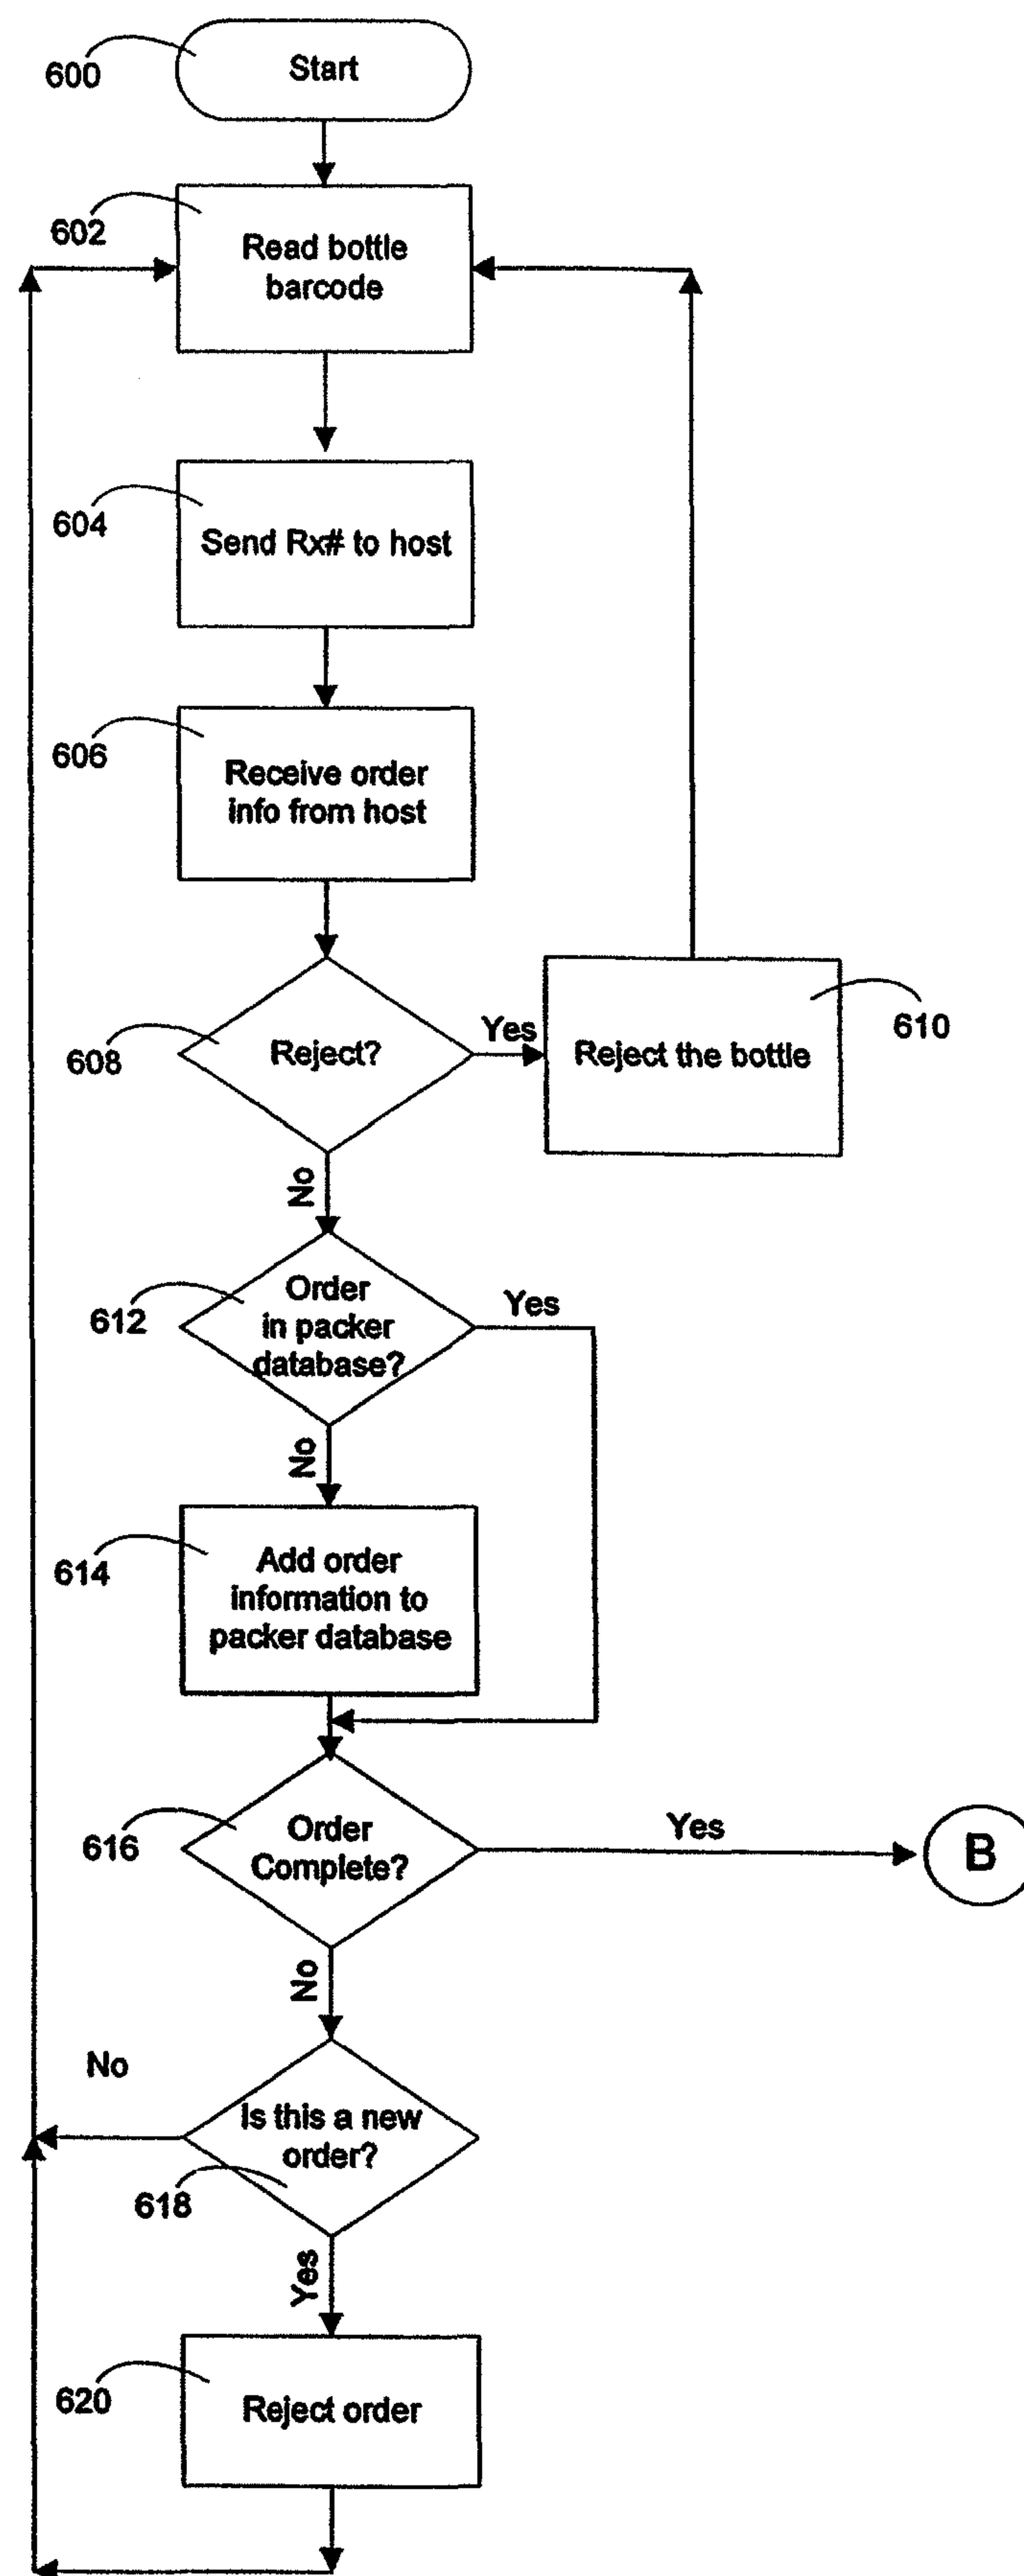 600
Start
602
Read bottle
barcode
604
Send Rx# to host
606
Receive order
info from host
608
Reject?
Yes
Reject the bottle
610
No
612
Order
in packer
database?
Yes
No
614
Add order
information to
packer database
616
Order
Complete?
Yes
B
No
No
Is this a new
order?
618
Yes
620
Reject order